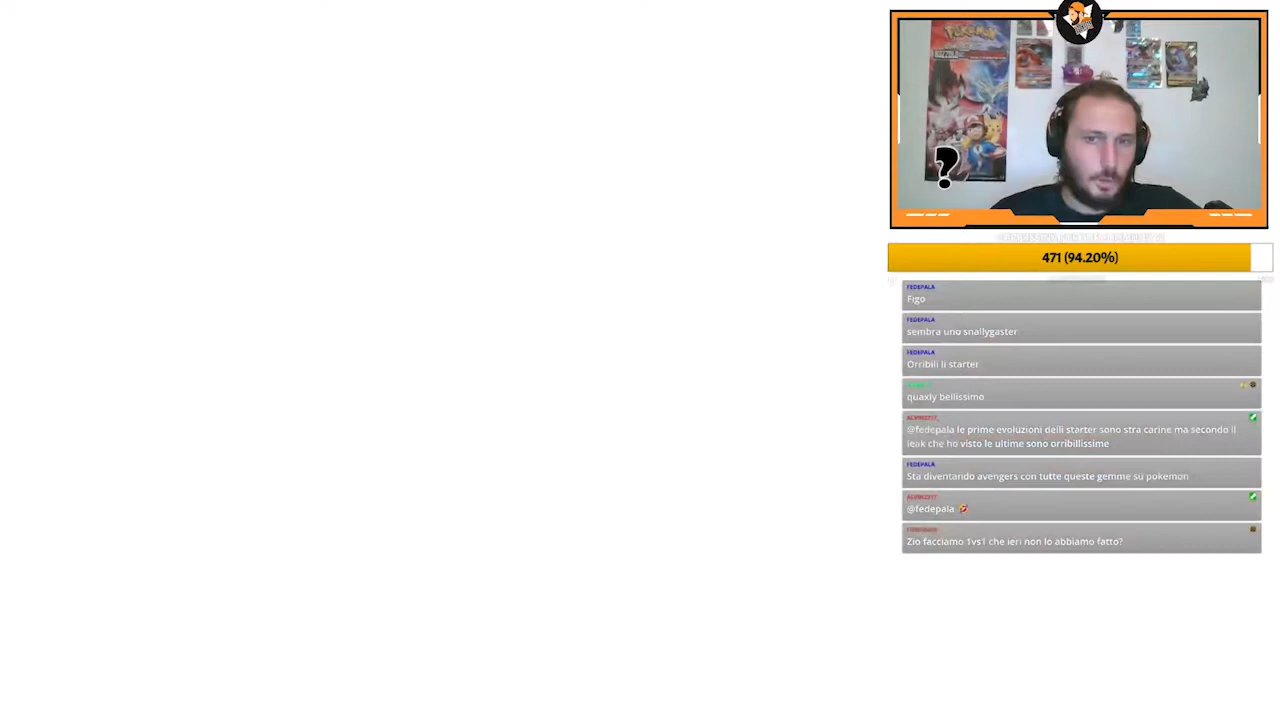 POKÉMON
?
471 (94.20%)
FEDEPALA
Figo
FEDEPALA
sembra uno snallygaster
FEDEPALA
Orribili li starter
quaxly bellissimo
@fedepala le prime evoluzioni delli starter sono stra carine ma secondo il
leak che ho visto le ultime sono orribillissime
FEDEPALA
Sta diventando avengers con tutte queste gemme su pokemon
@fedepala
Zio facciamo 1vs1 che ieri non lo abbiamo fatto?